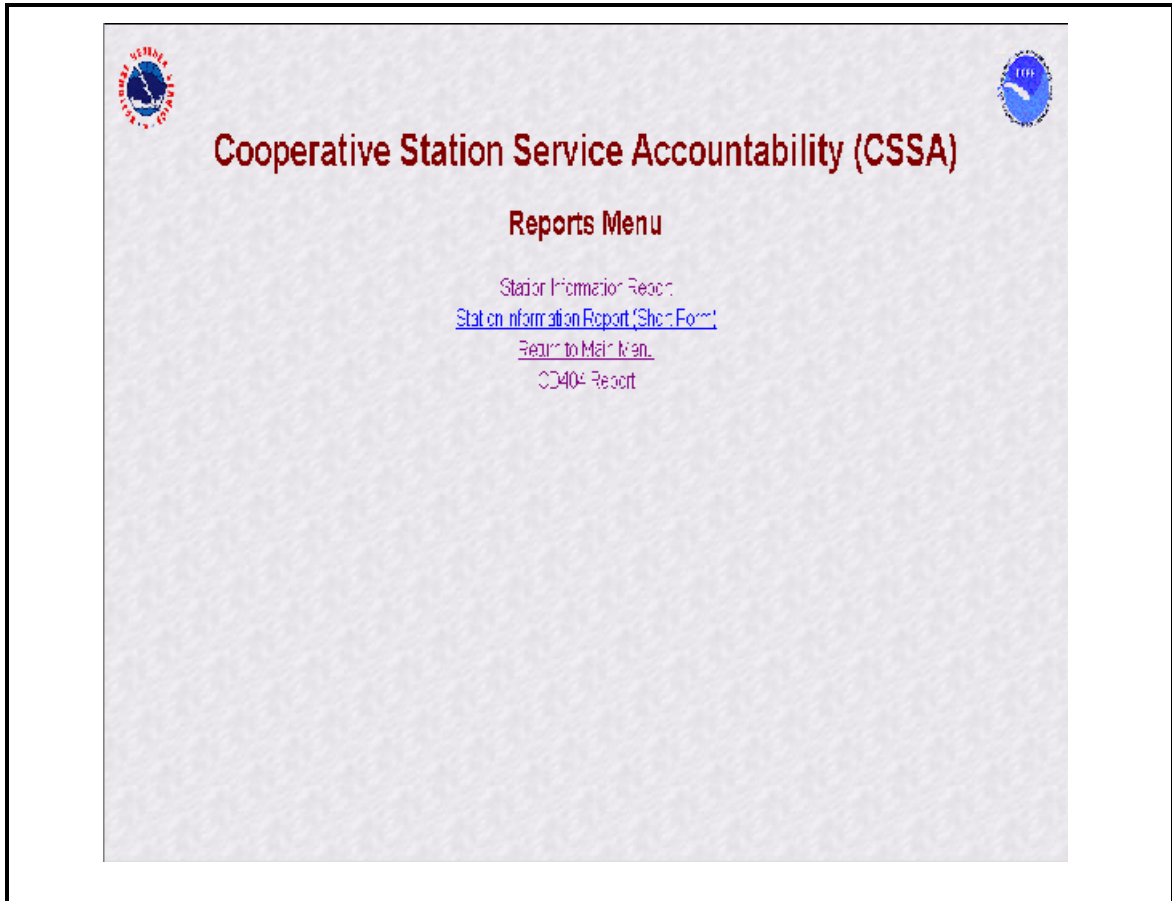 Cooperative Station Service Accountability (CSSA)
Reports Menu
Station Information Report
Station Information Report (Short Form)
Return to Main Menu
CD404 Report